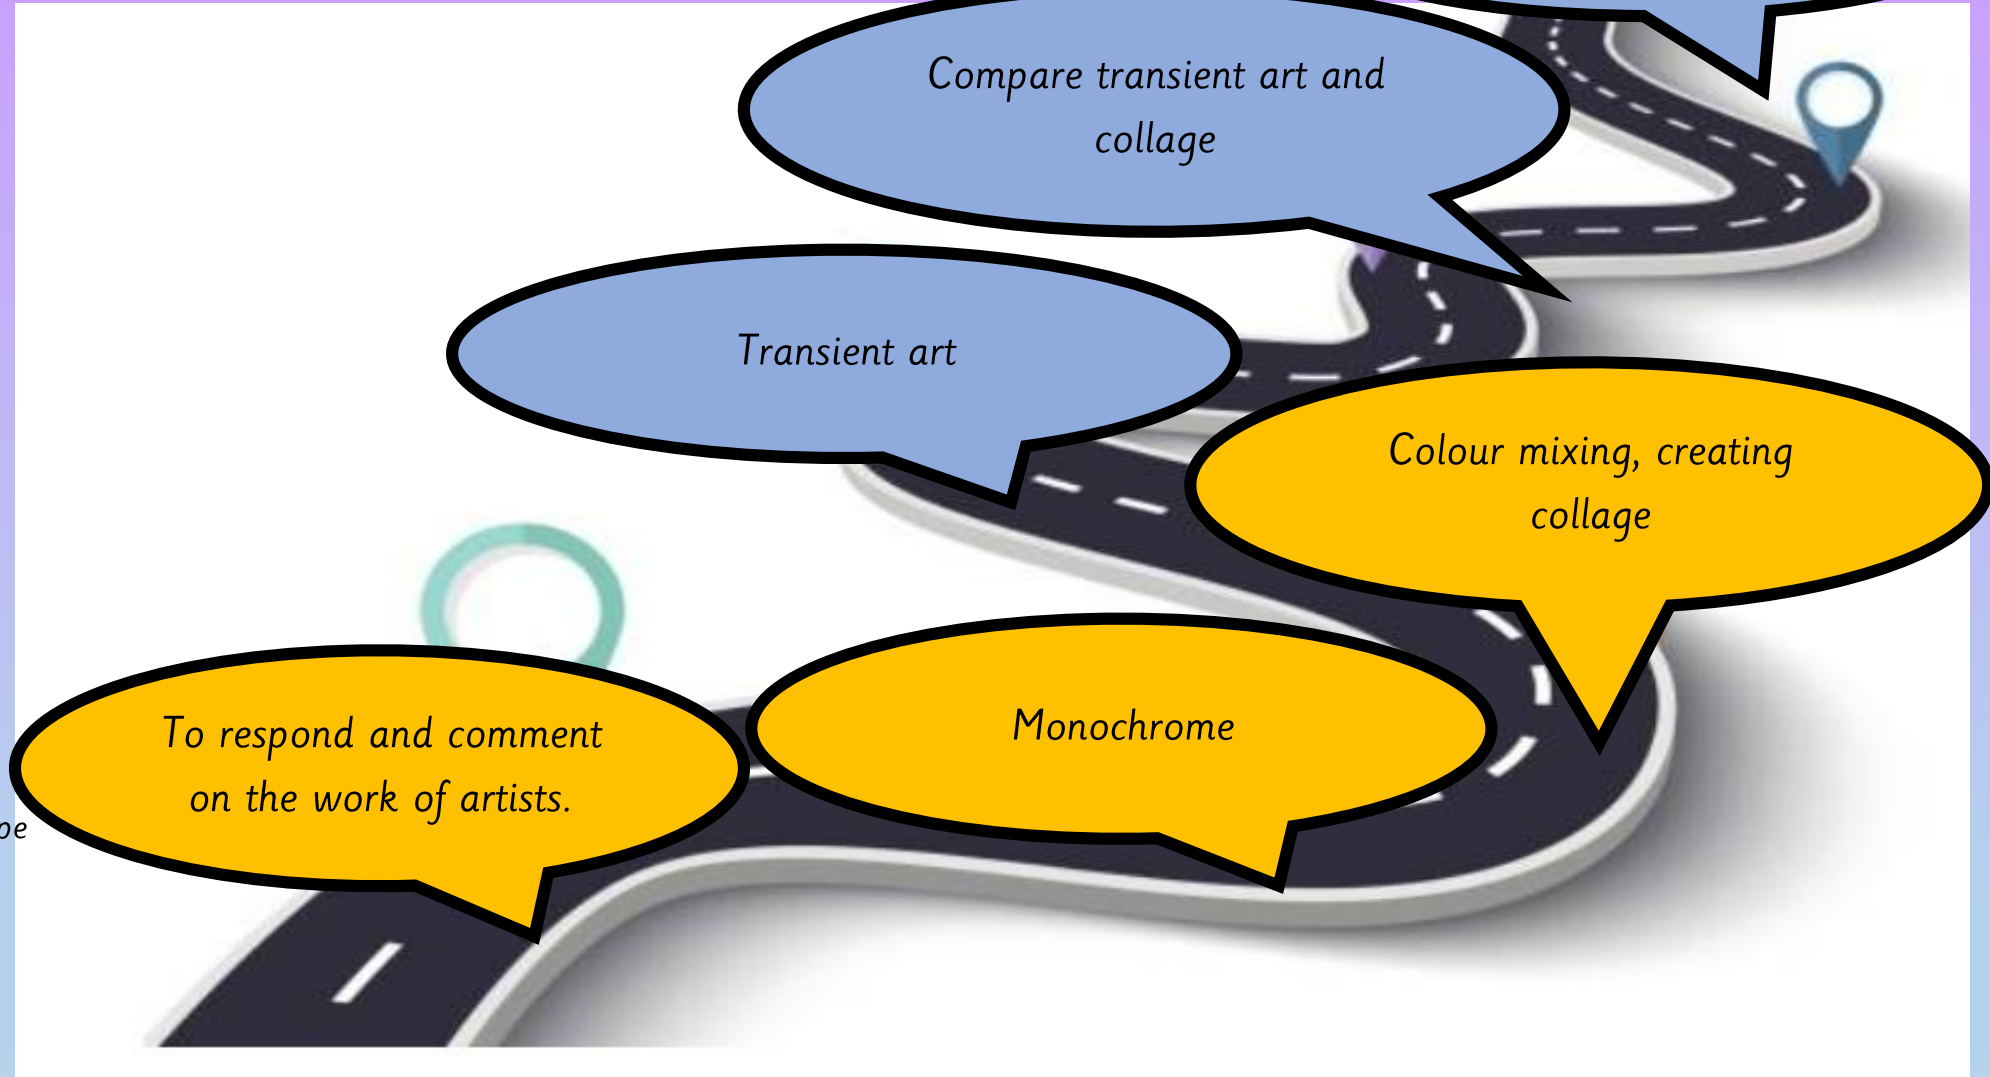 Compare transient art and
collage
Transient art
Colour mixing, creating
collage
To respond and comment
on the work of artists.
Monochrome